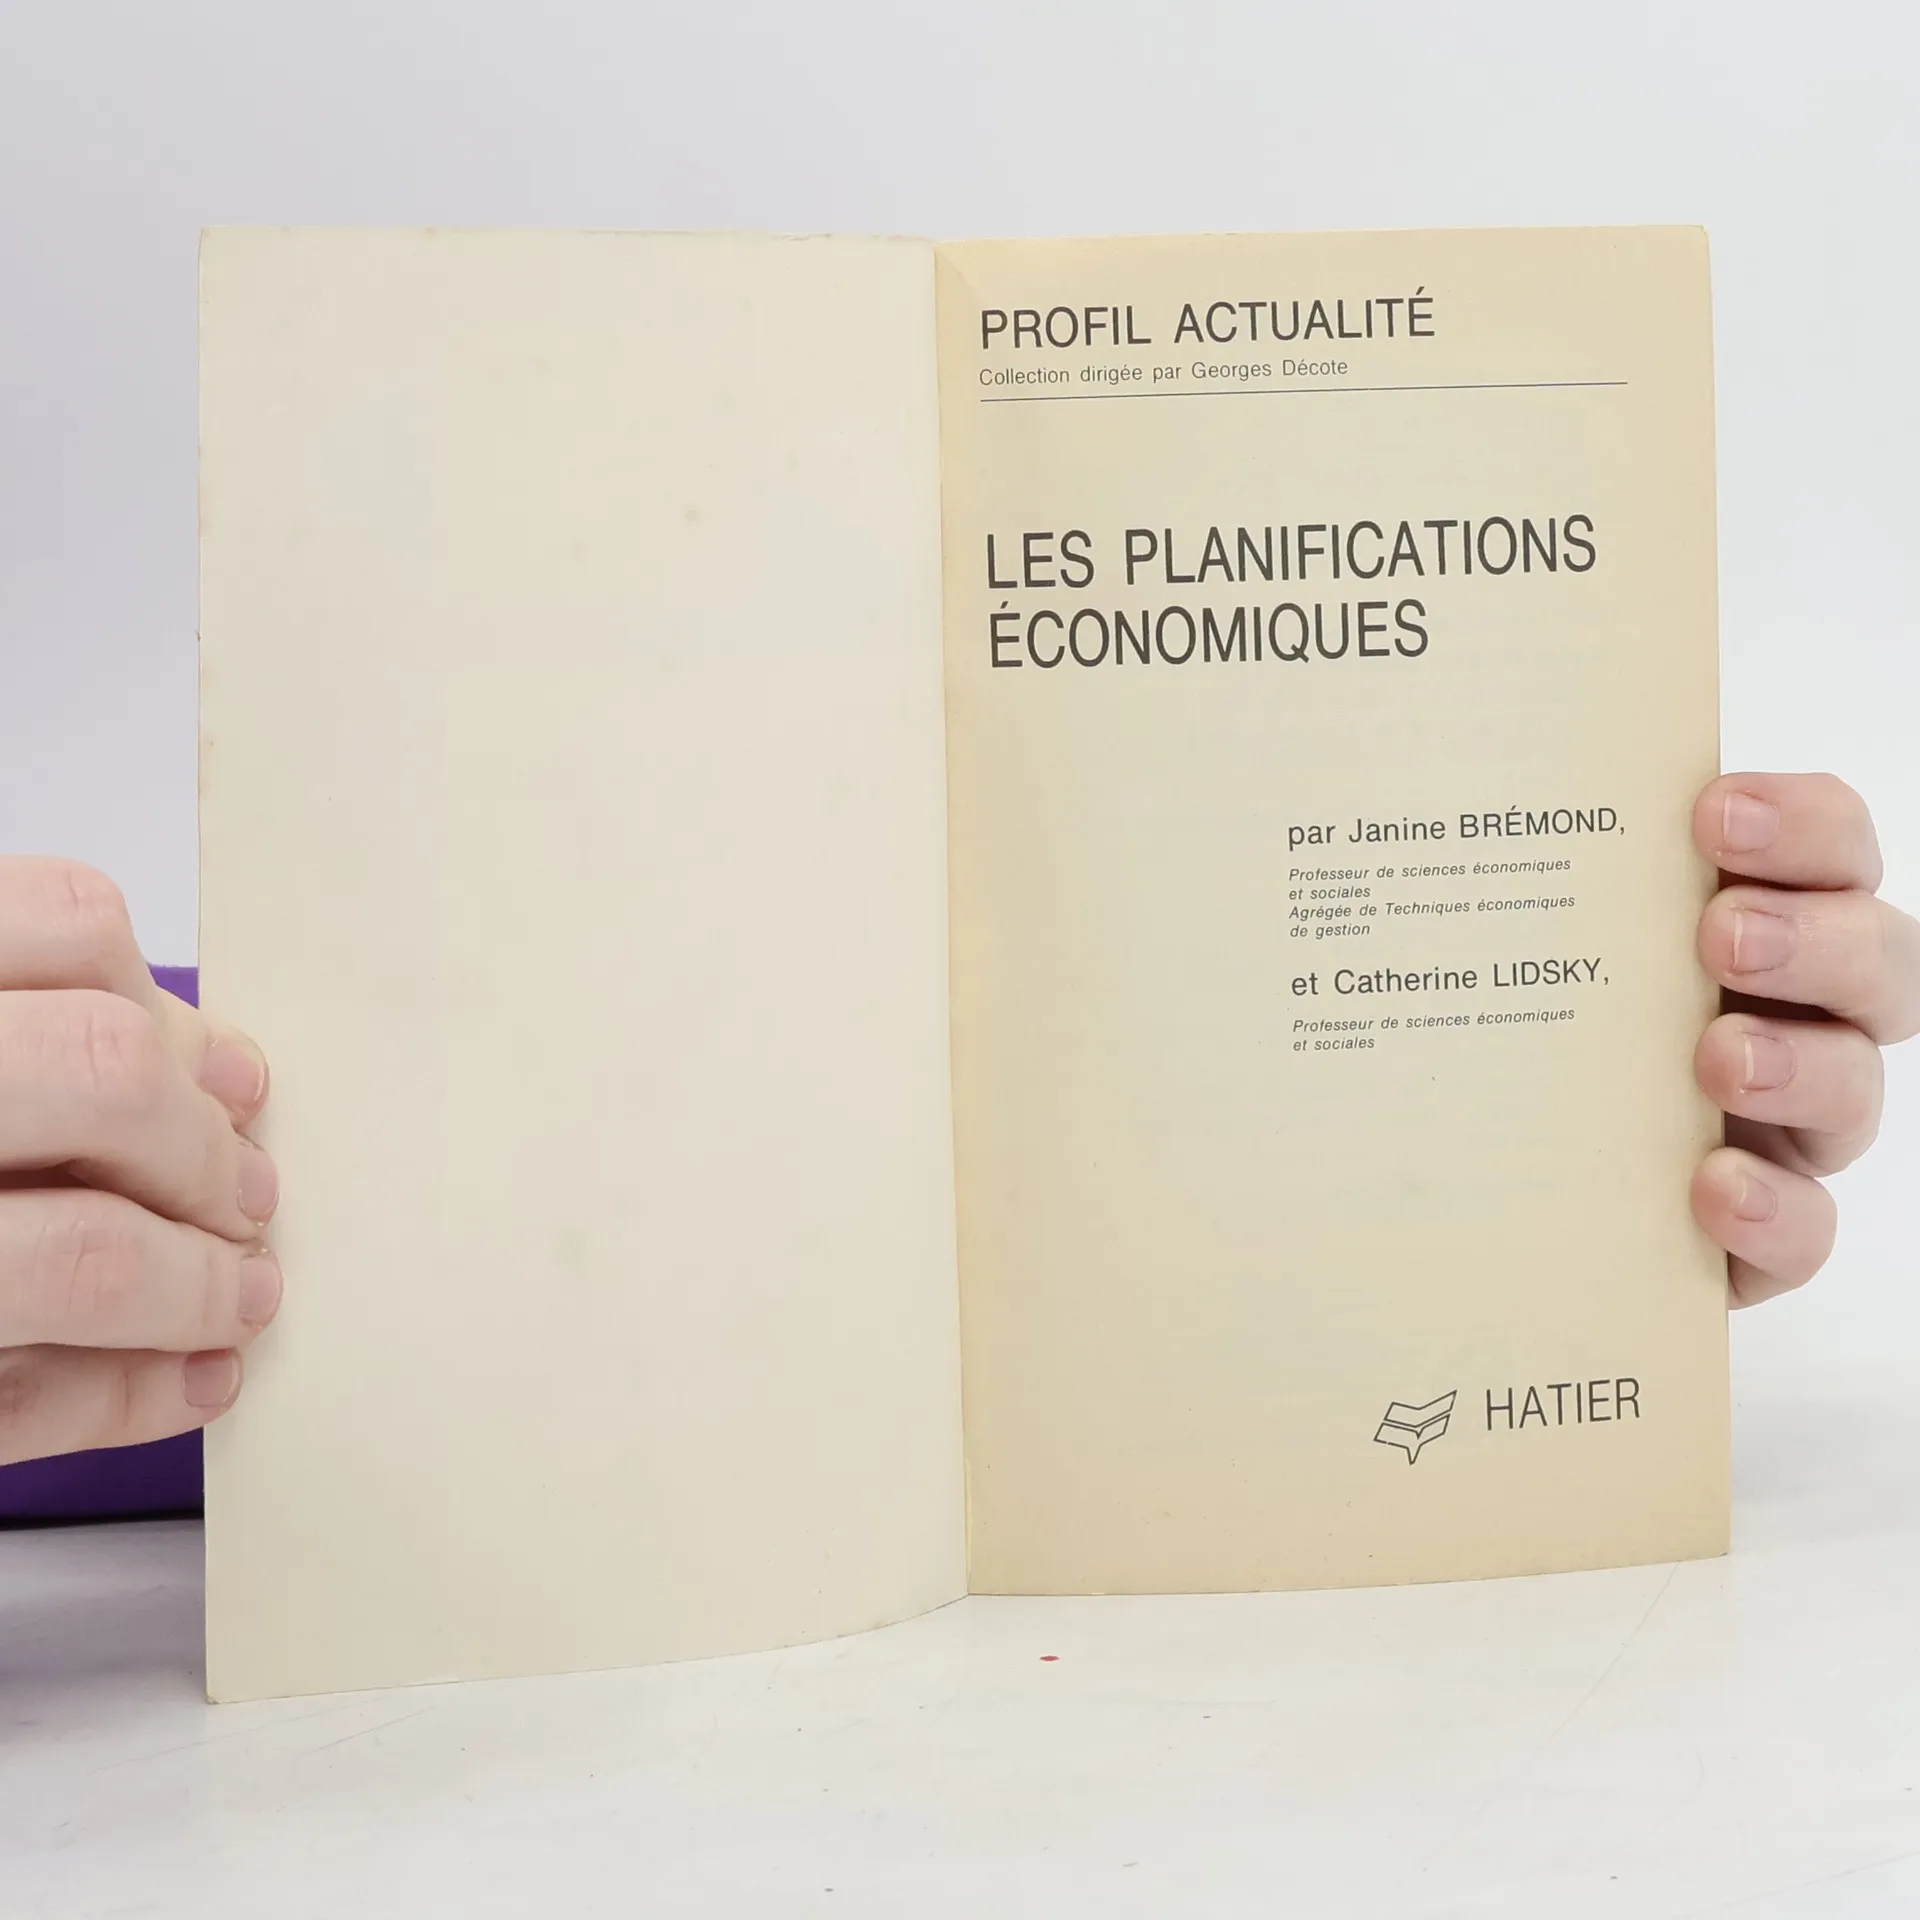 PROFIL ACTUALITÉ
Collection dirigée par Georges Décote
LES PLANIFICATIONS
ÉCONOMIQUES
par Janine BRÉMOND,
Professeur de sciences économiques
et sociales
Agrégée de Techniques économiques
de gestion
et Catherine LIDSKY,
Professeur de sciences économiques
et sociales
HATIER